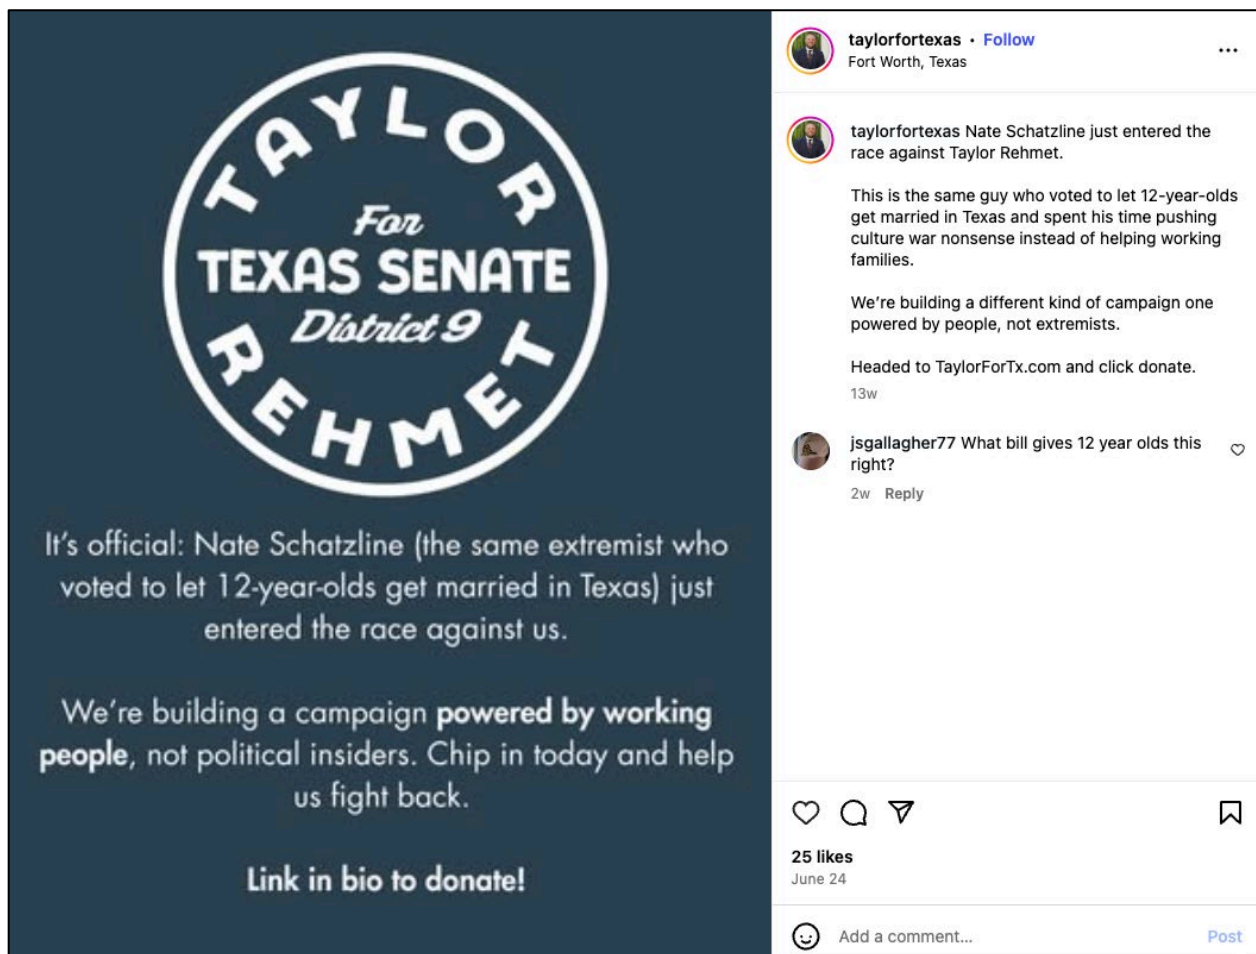 TAYLOR
For
TEXAS SENATE
District 9
REHMET
It's official: Nate Schatzline (the same extremist who
voted to let 12-year-olds get married in Texas) just
entered the race against us.
We're building a campaign powered by working
people, not political insiders. Chip in today and help
us fight back.
Link in bio to donate!
taylorfortexas • Follow
Fort Worth, Texas
taylorfortexas Nate Schatzline just entered the
race against Taylor Rehmet.
This is the same guy who voted to let 12-year-olds
get married in Texas and spent his time pushing
culture war nonsense instead of helping working
families.
We're building a different kind of campaign one
powered by people, not extremists.
Headed to TaylorForTx.com and click donate.
13w
jsgallagher77 What bill gives 12 year olds this
right?
2w Reply
25 likes
June 24
Add a comment...
Post